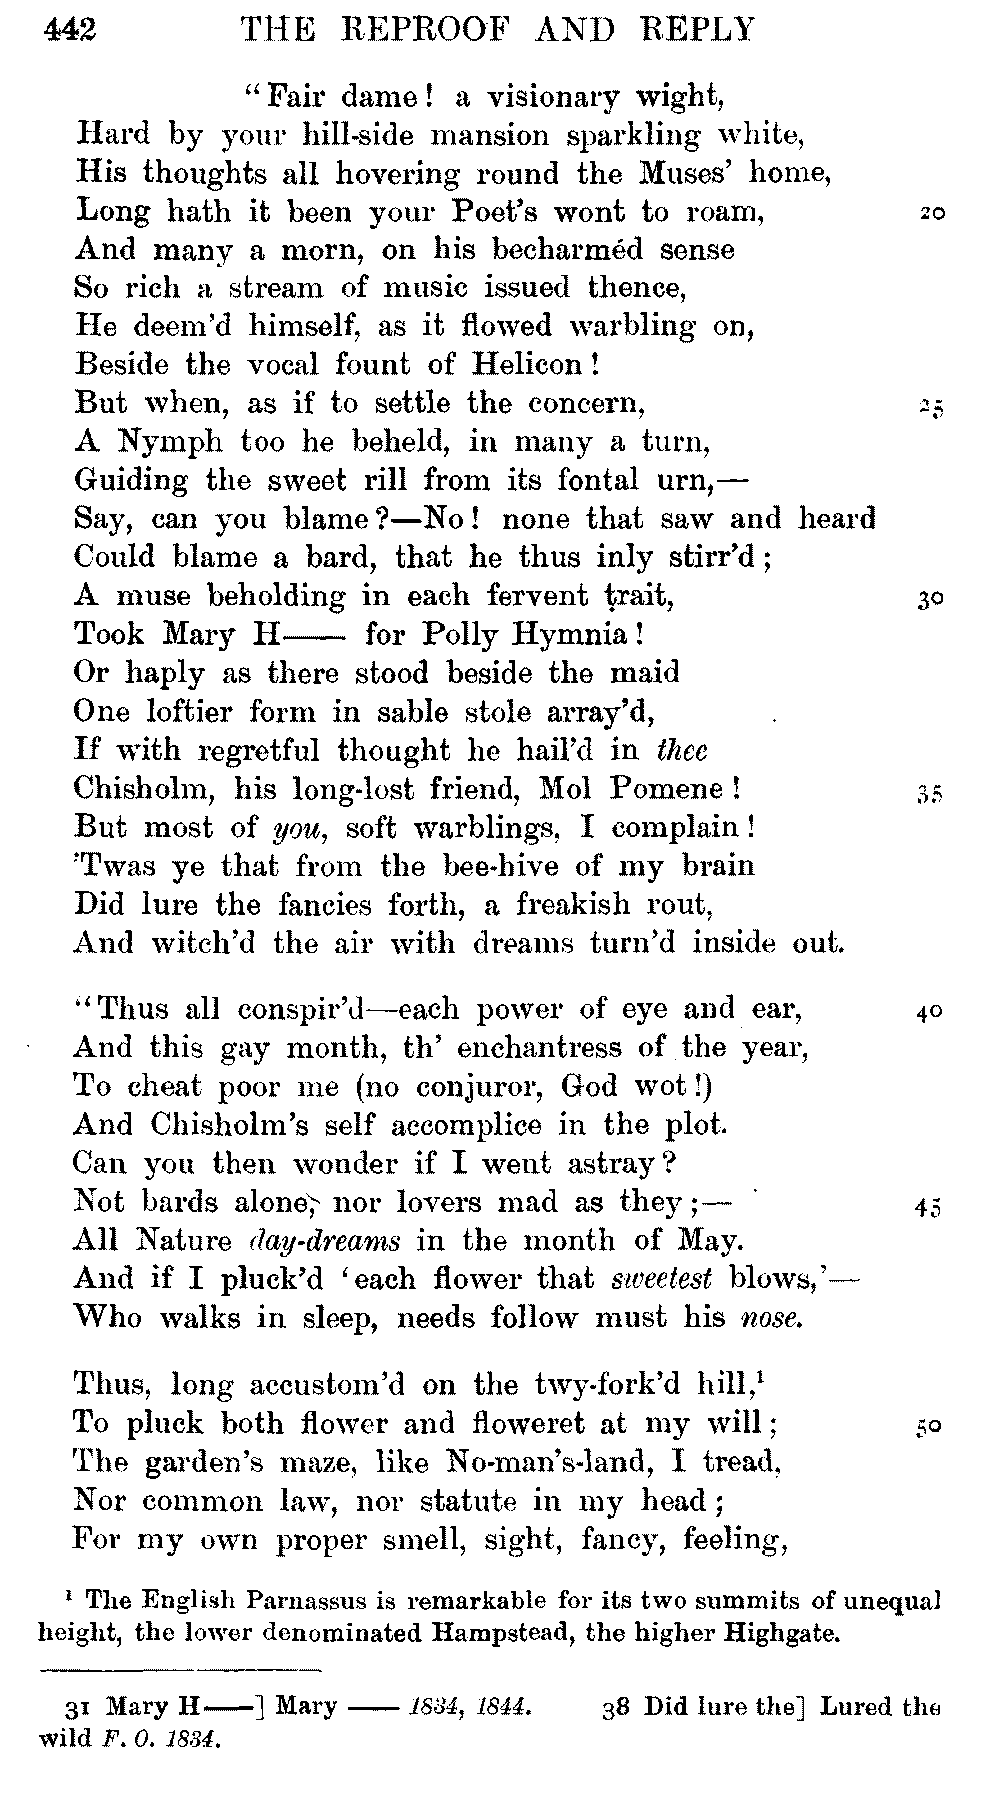 442 THE REPROOF AND REPLY
“Fair dame! a visionary wight,
Hard by your hill-side mansion sparkling white,
His thoughts all hovering round the Muses’ home,
Long hath it been your Poet’s wont to roam, 20
And many a morn, on his becharméd sense
So rich a stream of music issued thence,
He deem’d himself, as it flowed warbling on,
Beside the vocal fount of Helicon!
But when, as if to settle the concern, 25
A Nymph too he beheld, in many a turn,
Guiding the sweet rill from its fontal urn,—
Say, can you blame?—No! none that saw and heard
Could blame a bard, that he thus inly stirr’d;
A muse beholding in each fervent trait, 30
Took Mary H—— for Polly Hymnia!
Or haply as there stood beside the maid
One loftier form in sable stole array’d,
If with regretful thought he hail’d in thee
Chisholm, his long-lost friend, Mol Pomene! 35
But most of you, soft warblings, I complain!
’Twas ye that from the bee-hive of my brain
Did lure the fancies forth, a freakish rout,
And witch’d the air with dreams turn’d inside out.
“Thus all conspir’d—each power of eye and ear, 40
And this gay month, th’ enchantress of the year,
To cheat poor me (no conjuror, God wot!)
And Chisholm’s self accomplice in the plot.
Can you then wonder if I went astray?
Not bards alone, nor lovers mad as they;— 45
All Nature day-dreams in the month of May.
And if I pluck’d ‘each flower that sweetest blows,’—
Who walks in sleep, needs follow must his nose.
Thus, long accustom’d on the twy-fork’d hill,¹
To pluck both flower and floweret at my will; 50
The garden’s maze, like No-man’s-land, I tread,
Nor common law, nor statute in my head;
For my own proper smell, sight, fancy, feeling,
¹ The English Parnassus is remarkable for its two summits of unequal
height, the lower denominated Hampstead, the higher Highgate.
31 Mary H——] Mary —— 1834, 1844. 38 Did lure the] Lured the
wild F. O. 1834.